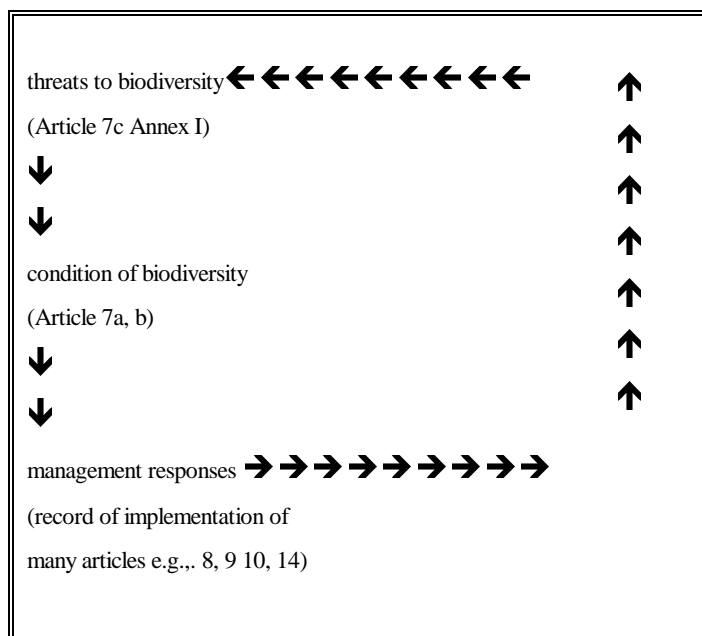 threats to biodiversity🡸🡸🡸🡸🡸🡸🡸🡸🡸
(Article 7c Annex I)
condition of biodiversity
(Article 7a, b)
management responses 🡺🡺🡺🡺🡺🡺🡺🡺🡺
(record of implementation of
many articles e.g.,. 8, 9 10, 14)